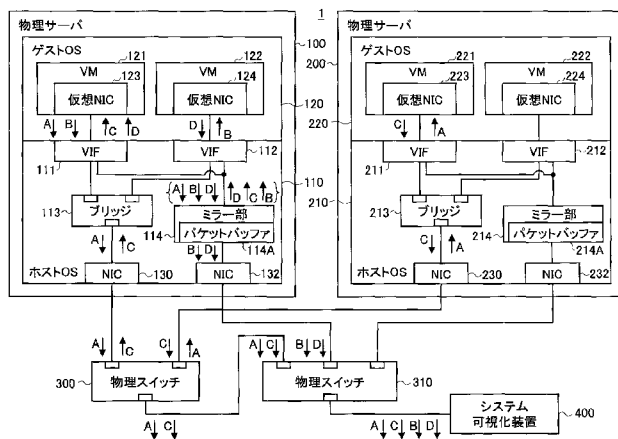 1
物理サーバ
100
ゲストOS
121
VM
123
仮想NIC
122
VM
124
仮想NIC
120
A B C D
D B
VIF
111
VIF
112
110
A B D D C B
113
ブリッジ
ミラー部
114
パケットバッファ
114A
A C
B D
ホストOS
NIC
130
NIC
132
物理サーバ
200
ゲストOS
221
VM
223
仮想NIC
222
VM
224
仮想NIC
220
C A
VIF
211
VIF
212
210
213
ブリッジ
ミラー部
214
パケットバッファ
214A
C A
ホストOS
NIC
230
NIC
232
A C
C A
300
物理スイッチ
A C
B D
物理スイッチ
310
A C
A C B D
システム
可視化装置
400